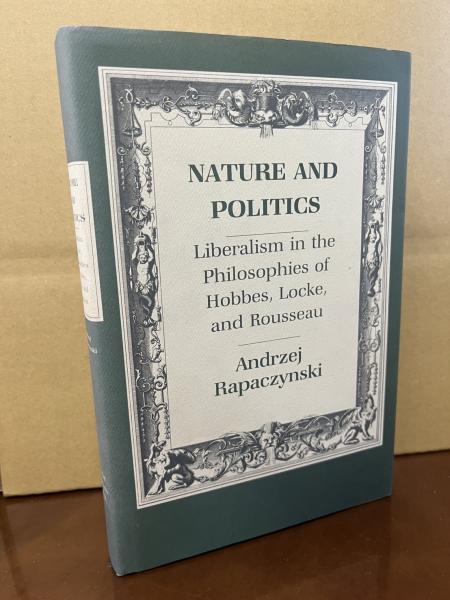 NATURE AND
POLITICS
Liberalism in the
Philosophies of
Hobbes, Locke,
and Rousseau
Andrzej
Rapaczynski